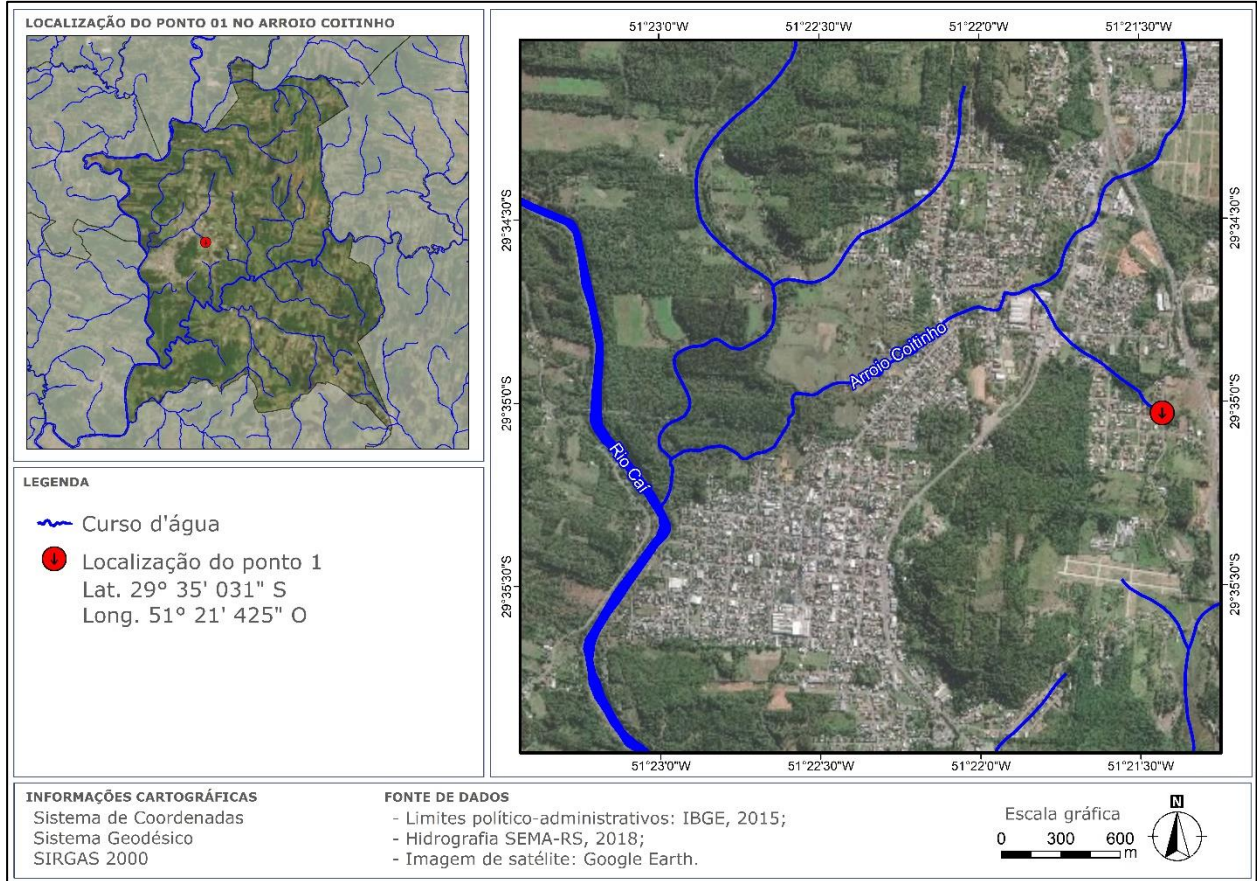 LOCALIZAÇÃO DO PONTO 01 NO ARROIO COITINHO
51°23'0"W 51°22'30"W 51°22'0"W 51°21'30"W
29°34'30"S 29°34'30"S
Arroio Coitinho
29°35'0"S 29°35'0"S
Rio Caí
29°35'30"S 29°35'30"S
51°23'0"W 51°22'30"W 51°22'0"W 51°21'30"W
LEGENDA
Curso d'água
Localização do ponto 1
Lat. 29° 35' 031" S
Long. 51° 21' 425" O
INFORMAÇÕES CARTOGRÁFICAS
Sistema de Coordenadas
Sistema Geodésico
SIRGAS 2000
FONTE DE DADOS
- Limites político-administrativos: IBGE, 2015;
- Hidrografia SEMA-RS, 2018;
- Imagem de satélite: Google Earth.
Escala gráfica
0 300 600
m
N